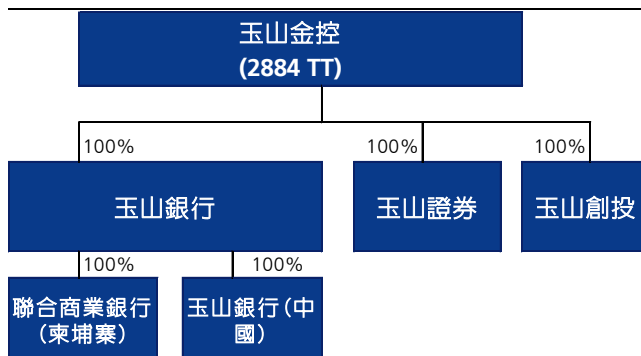 玉山金控
(2884 TT)
100%
100%
100%
玉山銀行
玉山證券
玉山創投
100%
100%
聯合商業銀行
(柬埔寨)
玉山銀行(中
國)